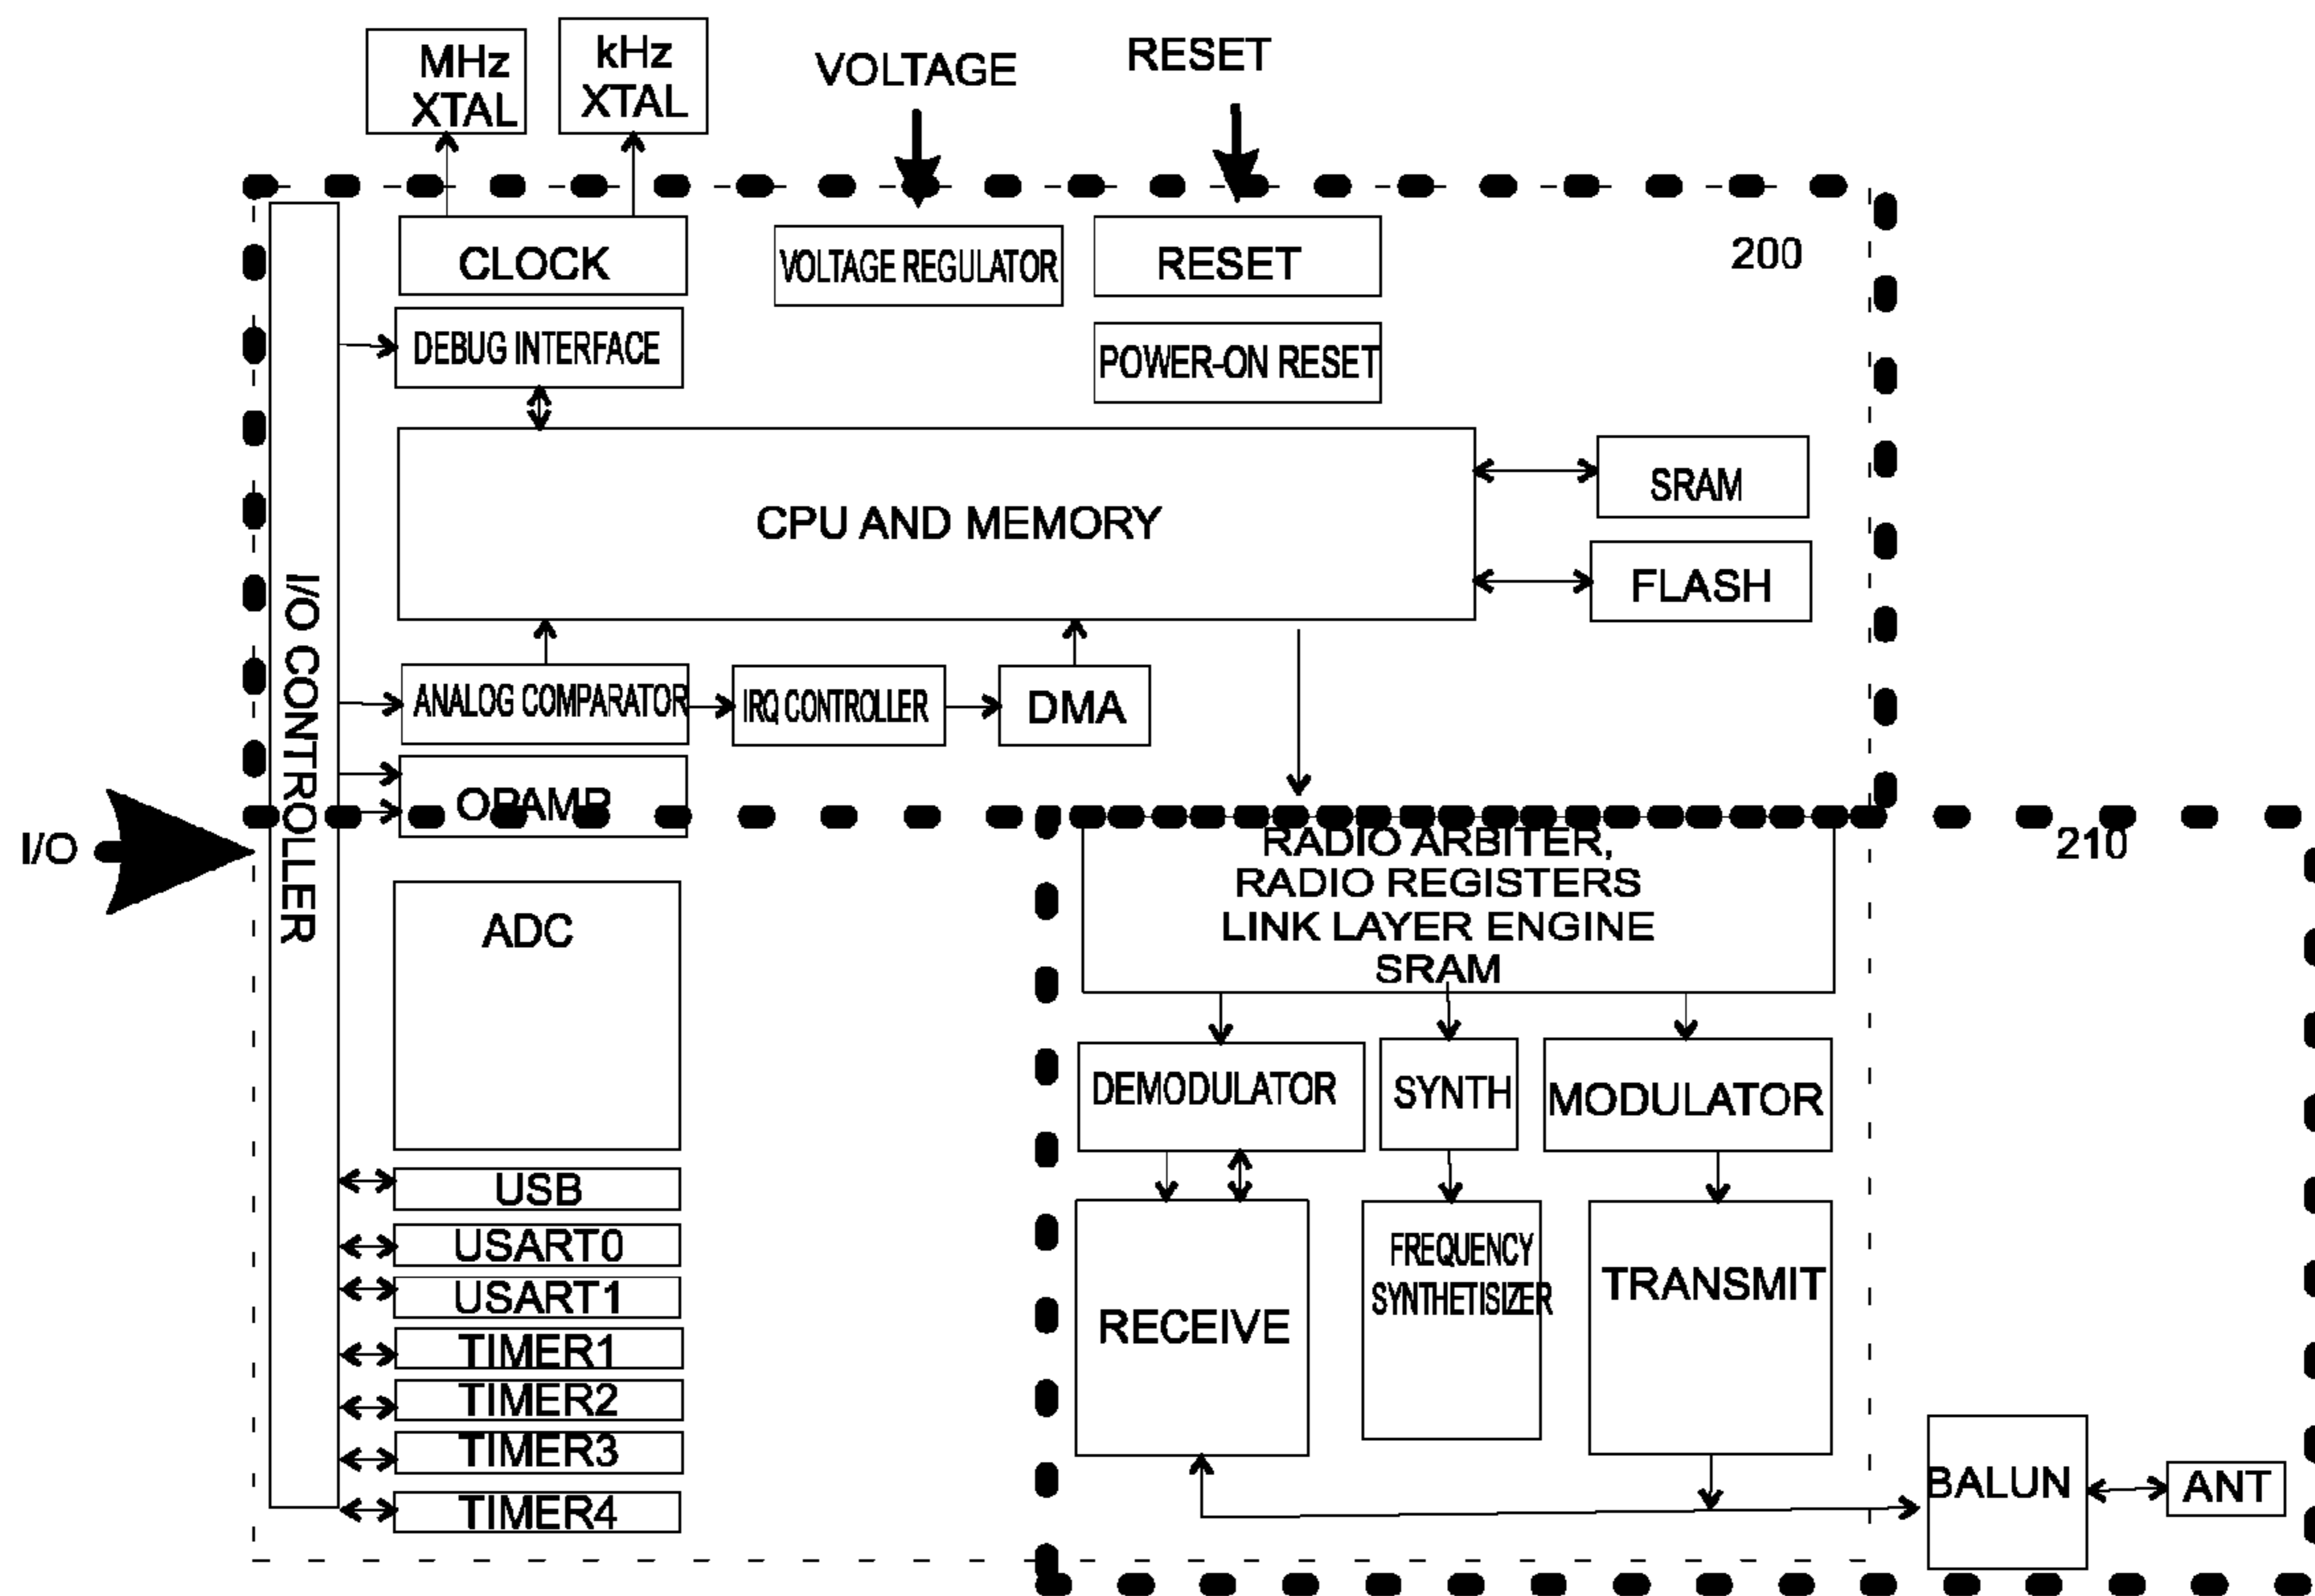 MHz
XTAL
kHz
XTAL
VOLTAGE
RESET
CLOCK
VOLTAGE REGULATOR
RESET
200
DEBUG INTERFACE
POWER-ON RESET
CPU AND MEMORY
SRAM
FLASH
I/O CONTROLLER
ANALOG COMPARATOR
IRQ CONTROLLER
DMA
OPAMP
I/O
RADIO ARBITER,
RADIO REGISTERS
LINK LAYER ENGINE
SRAM
210
ADC
DEMODULATOR
SYNTH
MODULATOR
USB
USART0
USART1
TIMER1
TIMER2
TIMER3
TIMER4
RECEIVE
FREQUENCY
SYNTHETISIZER
TRANSMIT
BALUN
ANT